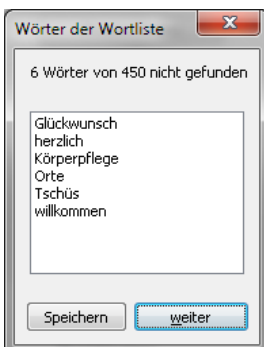 Wörter der Wortliste
6 Wörter von 450 nicht gefunden
Glückwunsch
herzlich
Körperpflege
Orte
Tschüs
willkommen
Speichern weiter